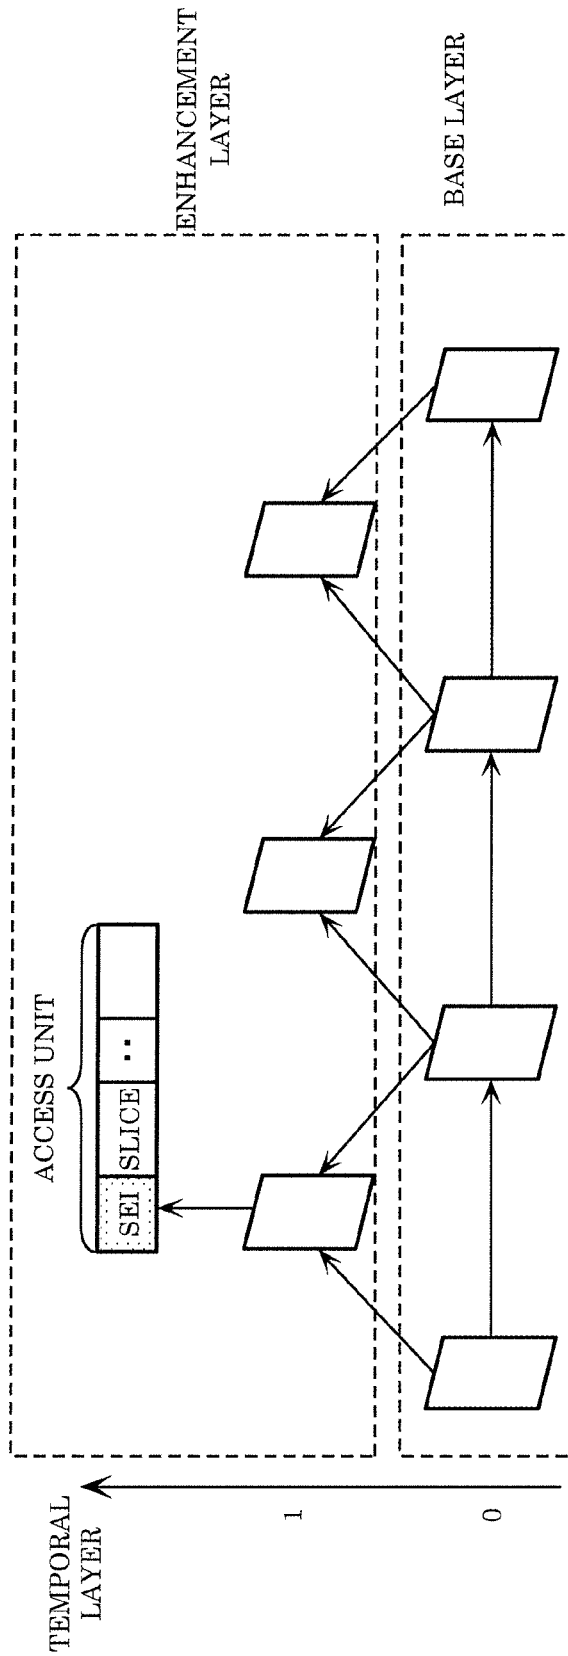 TEMPORAL
LAYER
1
0
ACCESS UNIT
SEI
SLICE
..
ENHANCEMENT
LAYER
BASE LAYER